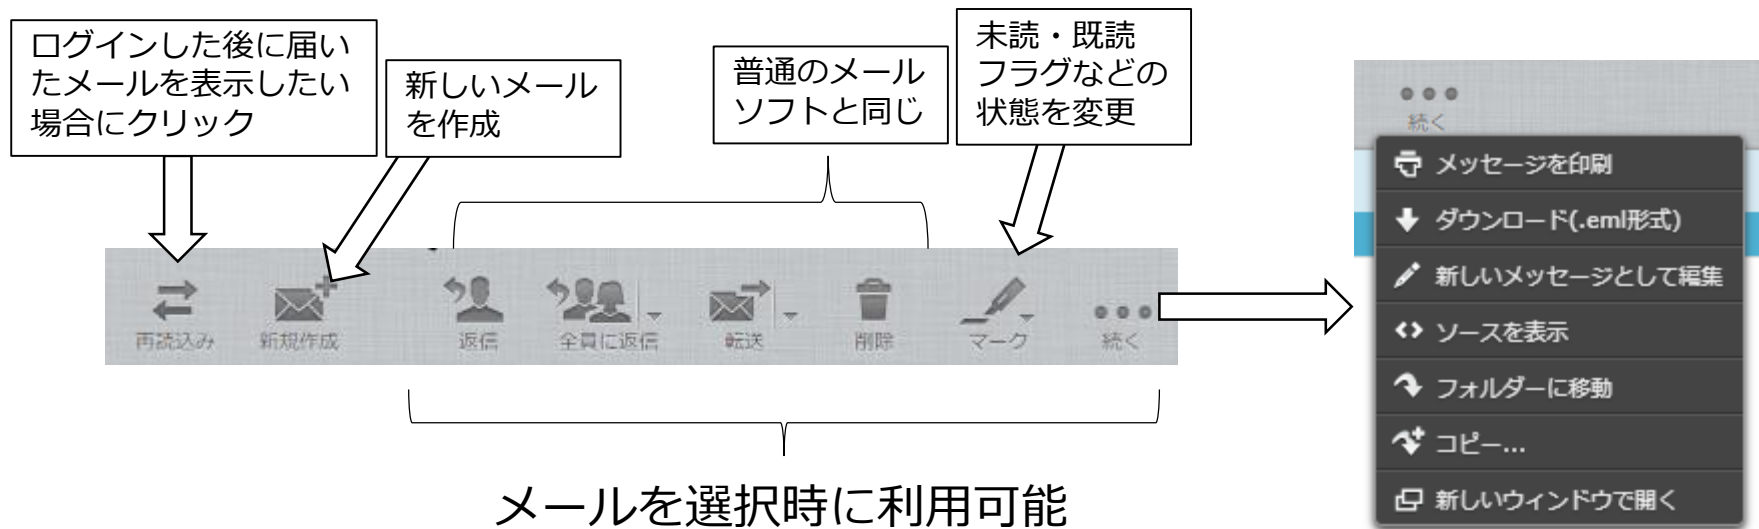 ログインした後に届い
たメールを表示したい
場合にクリック
新しいメール
を作成
普通のメール
ソフトと同じ
未読・既読
フラグなどの
状態を変更
再読込み
新規作成
返信
全員に返信
転送
削除
マーク
続く
メールを選択時に利用可能
続く
メッセージを印刷
ダウンロード(.eml形式)
新しいメッセージとして編集
ソースを表示
フォルダーに移動
コピー...
新しいウィンドウで開く